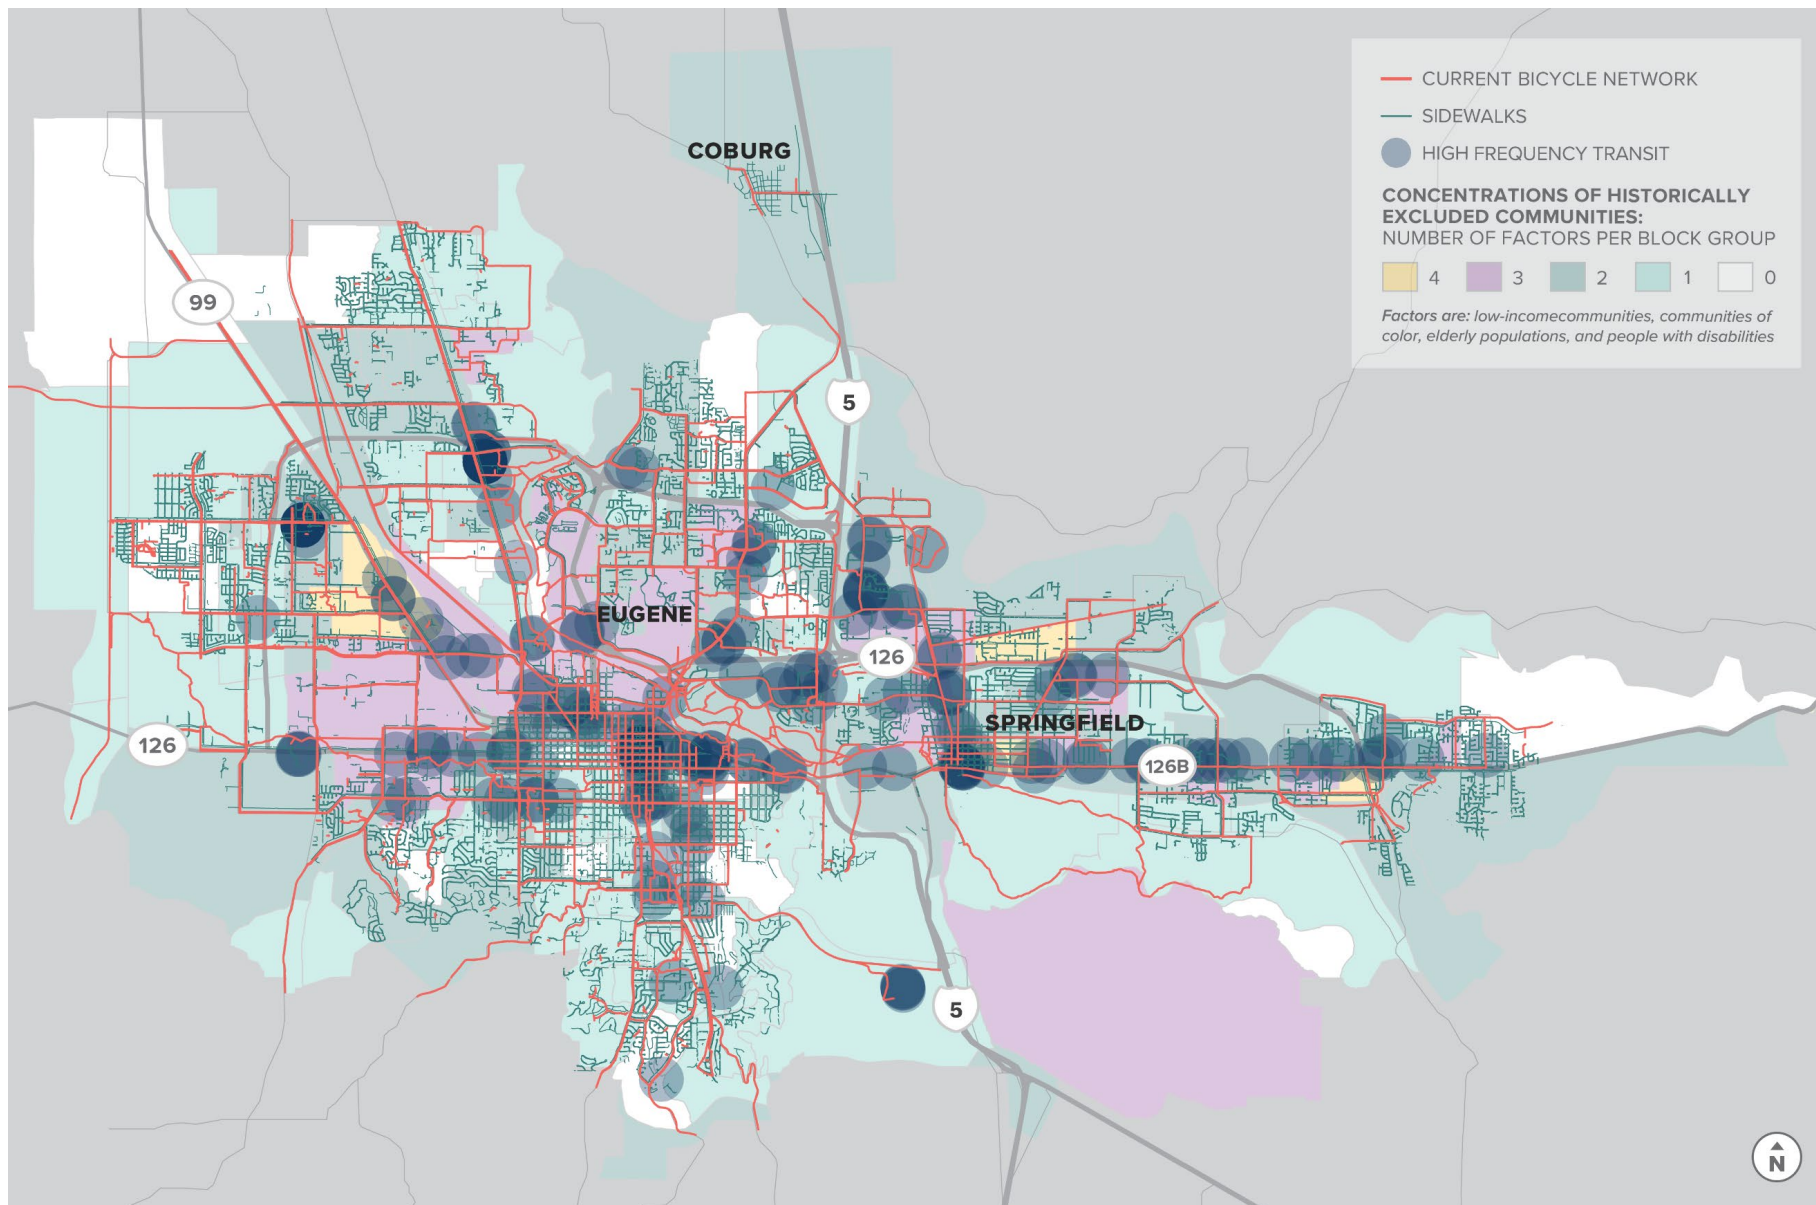 CURRENT BICYCLE NETWORK
SIDEWALKS
HIGH FREQUENCY TRANSIT
CONCENTRATIONS OF HISTORICALLY
EXCLUDED COMMUNITIES:
NUMBER OF FACTORS PER BLOCK GROUP
4 3 2 1 0
Factors are: low-incomecommunities, communities of
color, elderly populations, and people with disabilities
COBURG
99
5
EUGENE
126
SPRINGFIELD
126
126B
5
N